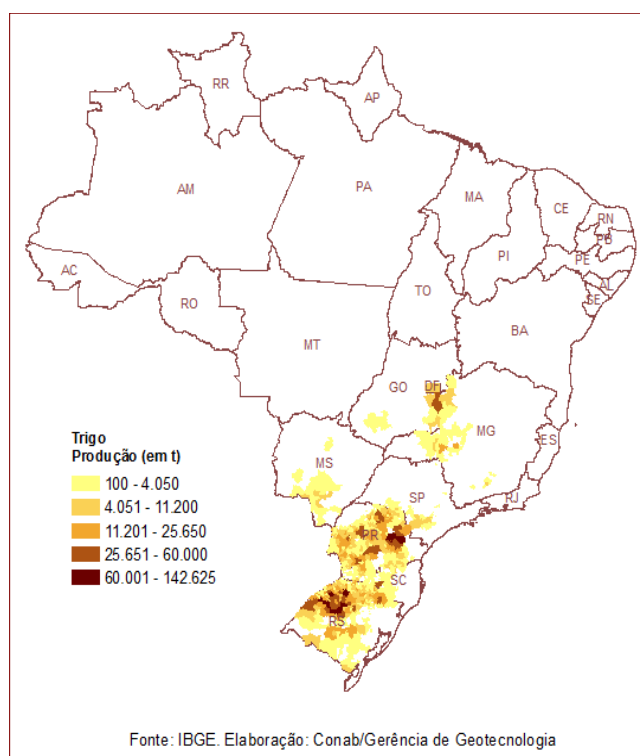 RR
AP
AM
PA
MA
CE
RN
PB
PE
PI
AL
SE
AC
TO
RO
BA
MT
GO
DF
MG
ES
MS
SP
RJ
PR
SC
RS
Trigo
Produção (em t)
100 - 4.050
4.051 - 11.200
11.201 - 25.650
25.651 - 60.000
60.001 - 142.625
Fonte: IBGE. Elaboração: Conab/Gerência de Geotecnologia